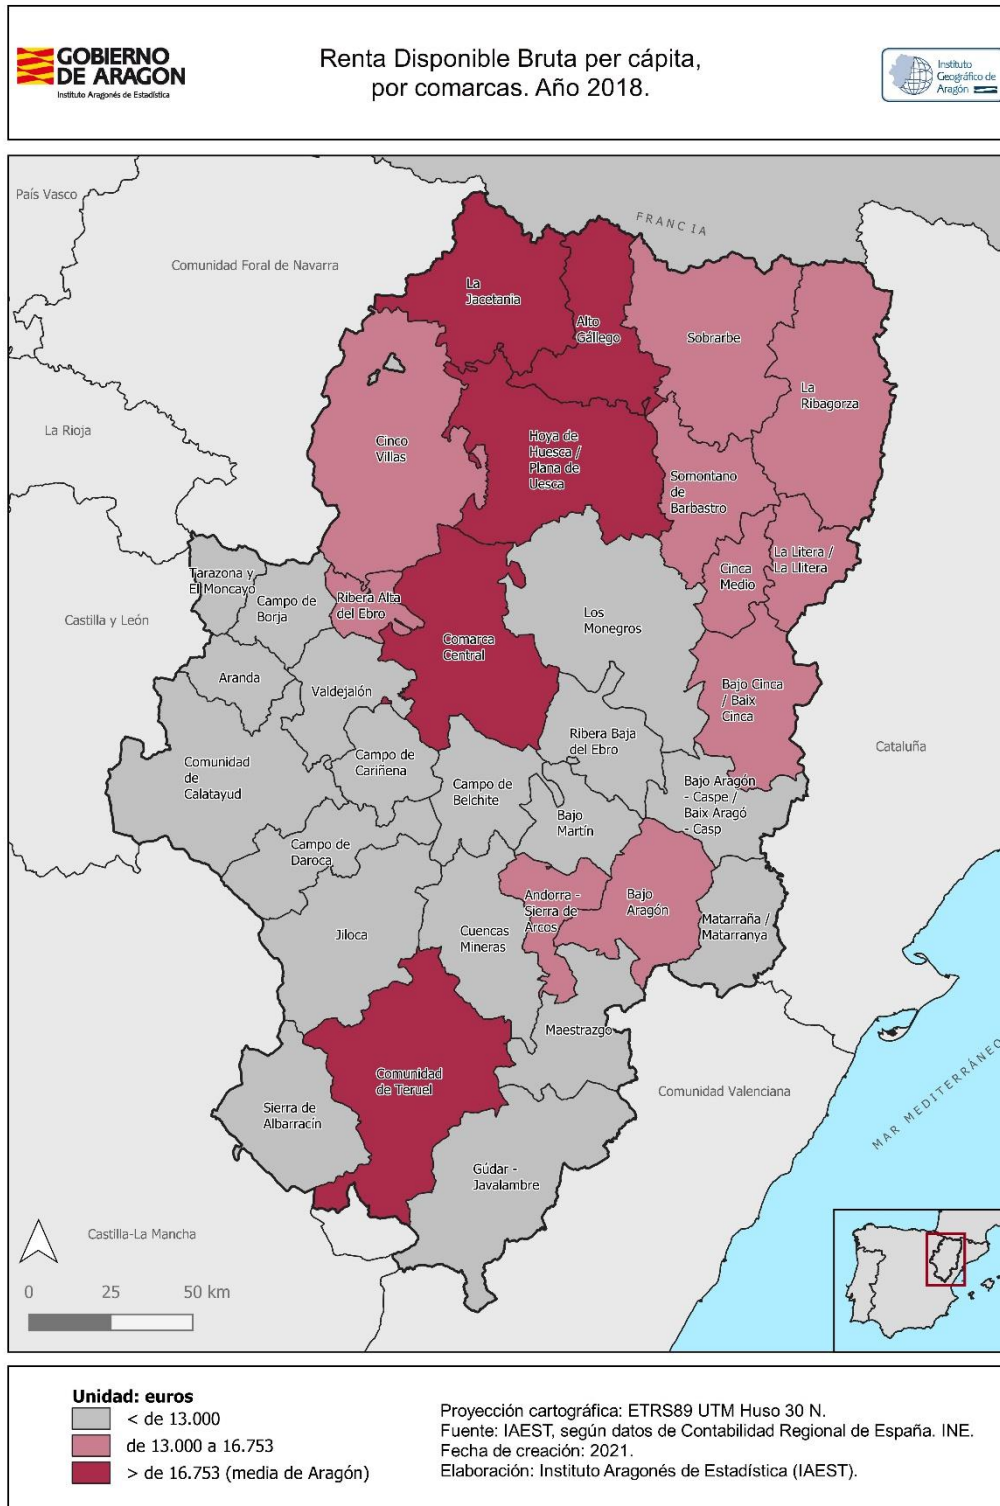 GOBIERNO
DE ARAGON
Instituto Aragonés de Estadística
Renta Disponible Bruta per cápita,
por comarcas. Año 2018.
Instituto
Geográfico de
Aragón
País Vasco
FRANCIA
Comunidad Foral de Navarra
La
Jacetania
Alto
Gállego
Sobrarbe
La
Ribagorza
La Rioja
Cinco
Villas
Hoya de
Huesca /
Plana de
Uesca
Somontano
de
Barbastro
La Litera /
La Llitera
Cinca
Medio
Tarazona y
El Moncayo
Campo de
Borja
Ribera Alta
del Ebro
Los
Monegros
Castilla y León
Comarca
Central
Aranda
Valdejalón
Bajo Cinca
/ Baix
Cinca
Ribera Baja
del Ebro
Cataluña
Comunidad
de
Calatayud
Campo de
Cariñena
Campo de
Belchite
Bajo Aragón
- Caspe /
Baix Aragó
- Casp
Bajo
Martín
Campo de
Daroca
Andorra -
Sierra de
Arcos
Bajo
Aragón
Matarraña /
Matarranya
Jiloca
Cuencas
Mineras
Maestrazgo
Comunidad
de Teruel
Comunidad Valenciana
MAR MEDITERRÁNEO
Sierra de
Albarracín
Gúdar -
Javalambre
Castilla-La Mancha
0 25 50 km
Unidad: euros
< de 13.000
de 13.000 a 16.753
> de 16.753 (media de Aragón)
Proyección cartográfica: ETRS89 UTM Huso 30 N.
Fuente: IAEST, según datos de Contabilidad Regional de España. INE.
Fecha de creación: 2021.
Elaboración: Instituto Aragonés de Estadística (IAEST).